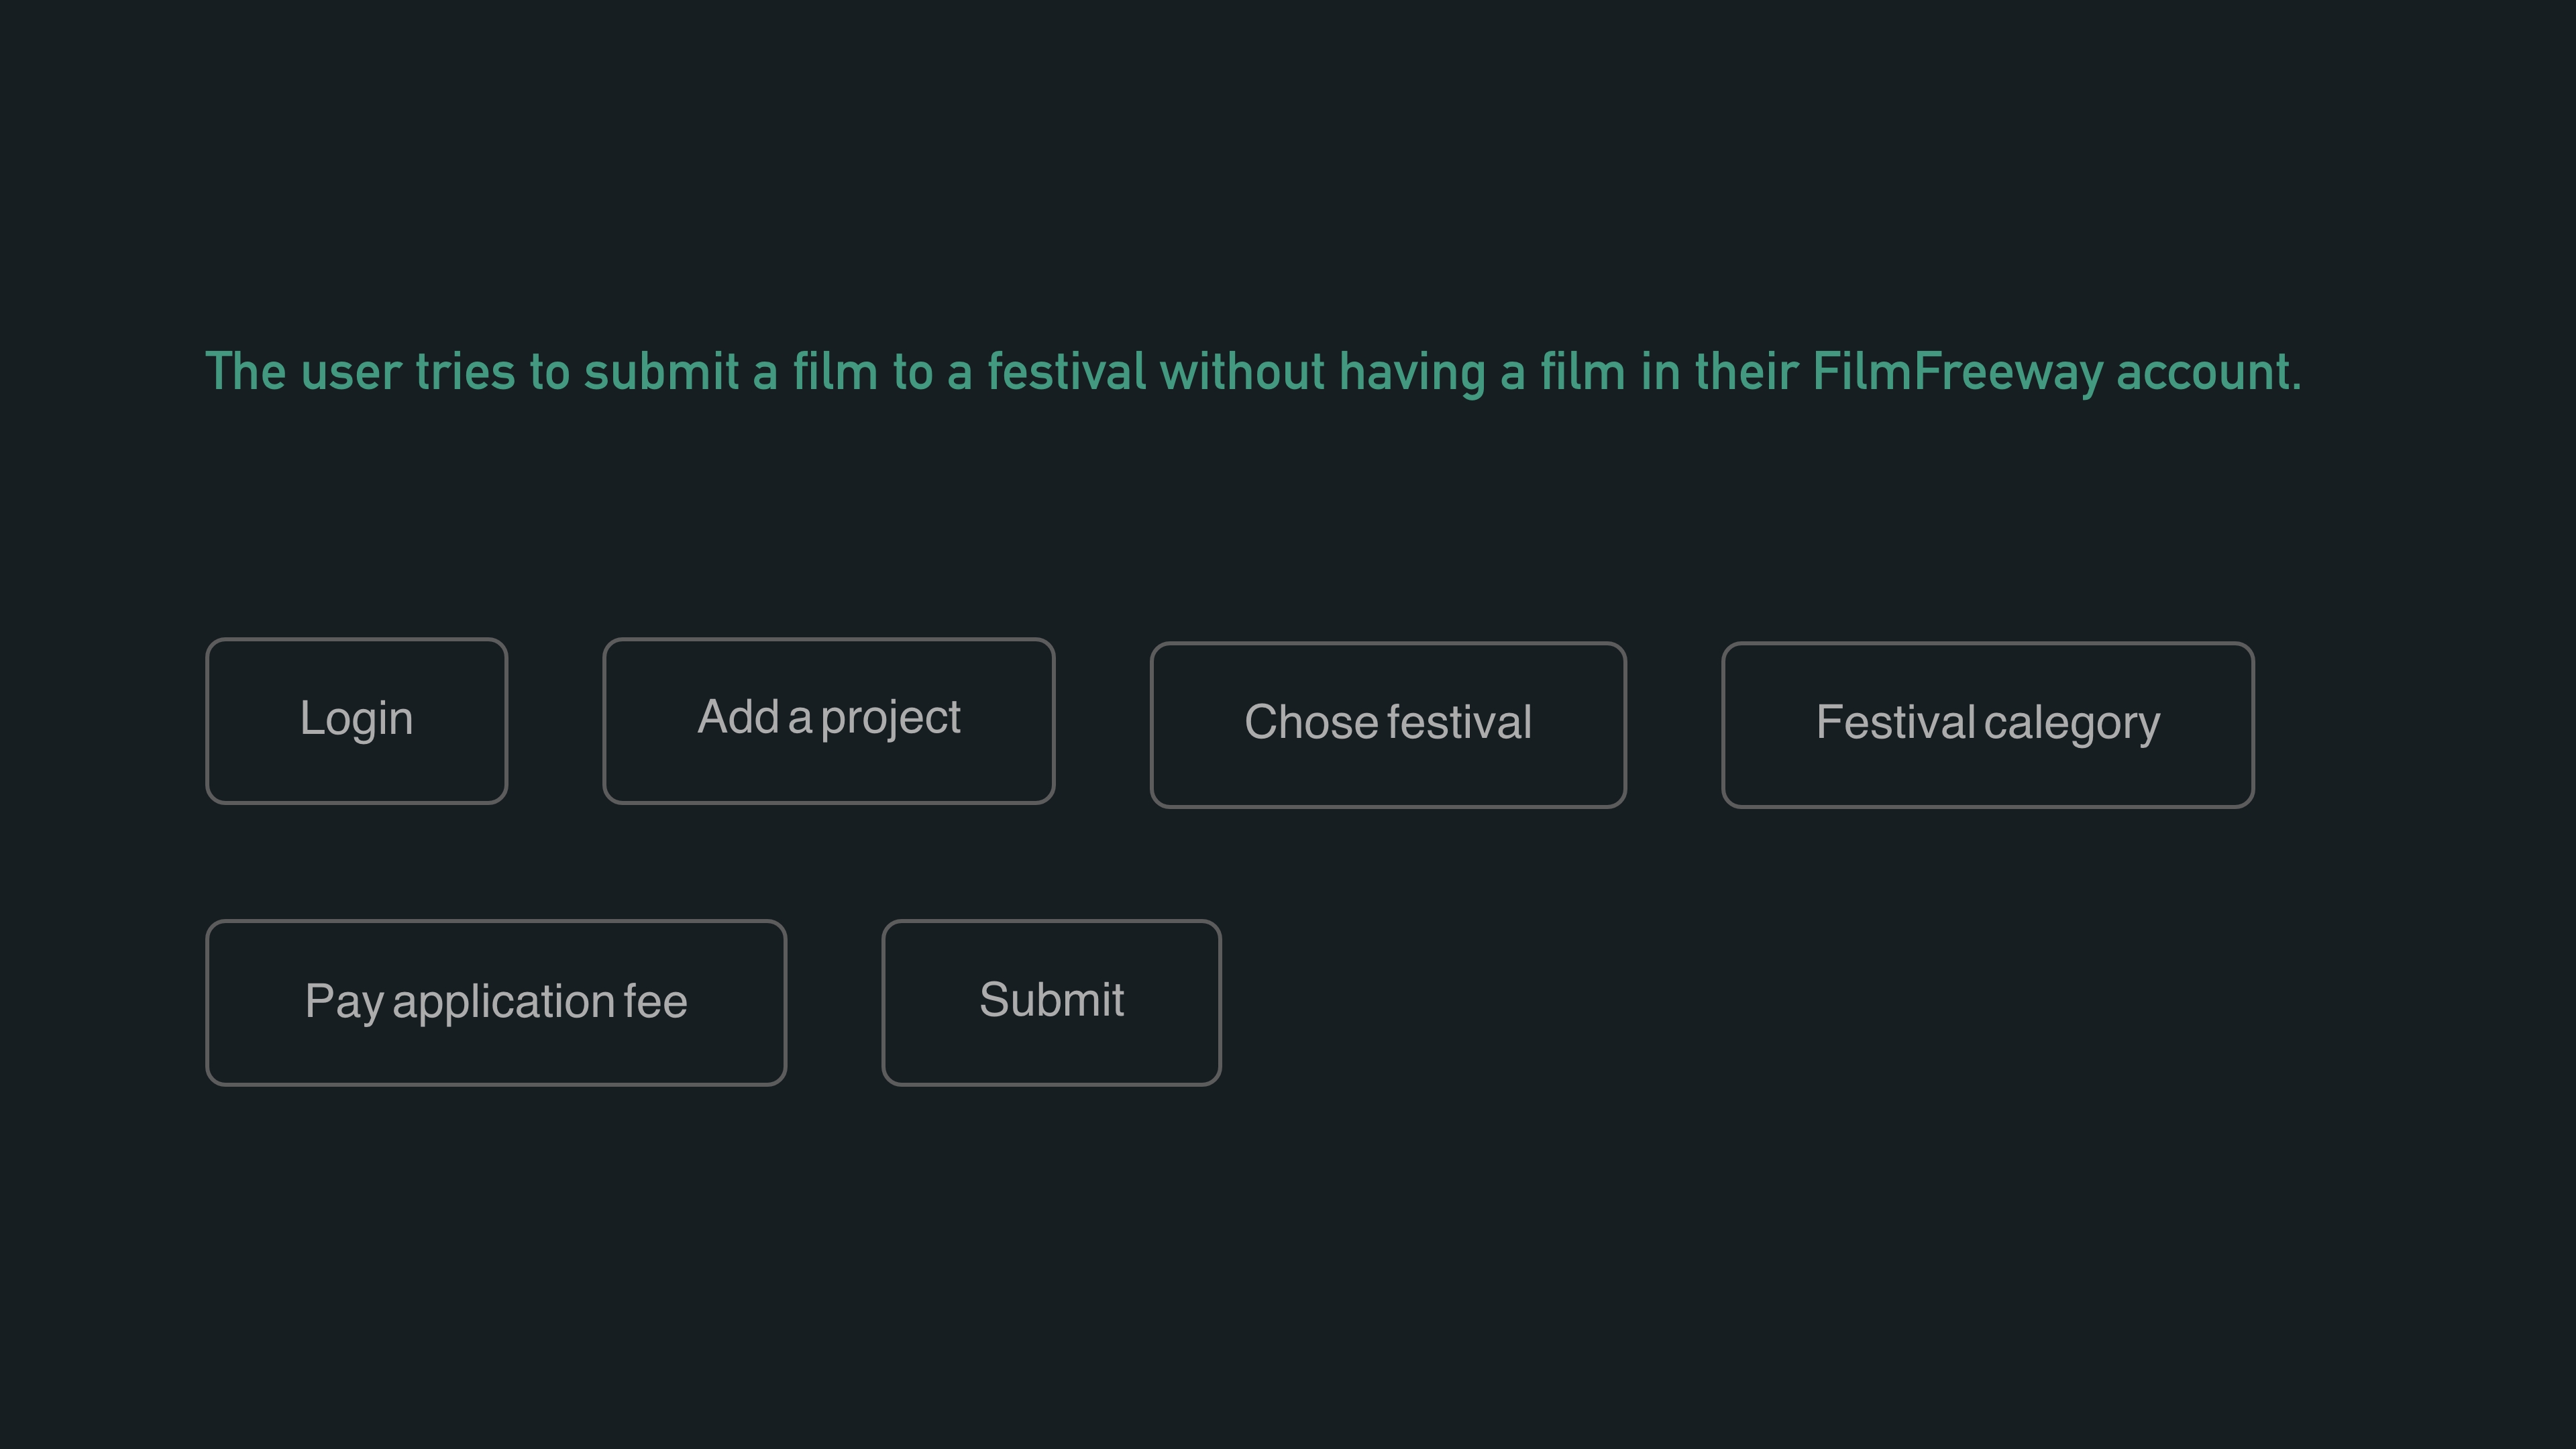 The user tries to submit a film to a festival without having a film in their FilmFreeway account.
Login
Add a project
Chose festival
Festival calegory
Pay application fee
Submit